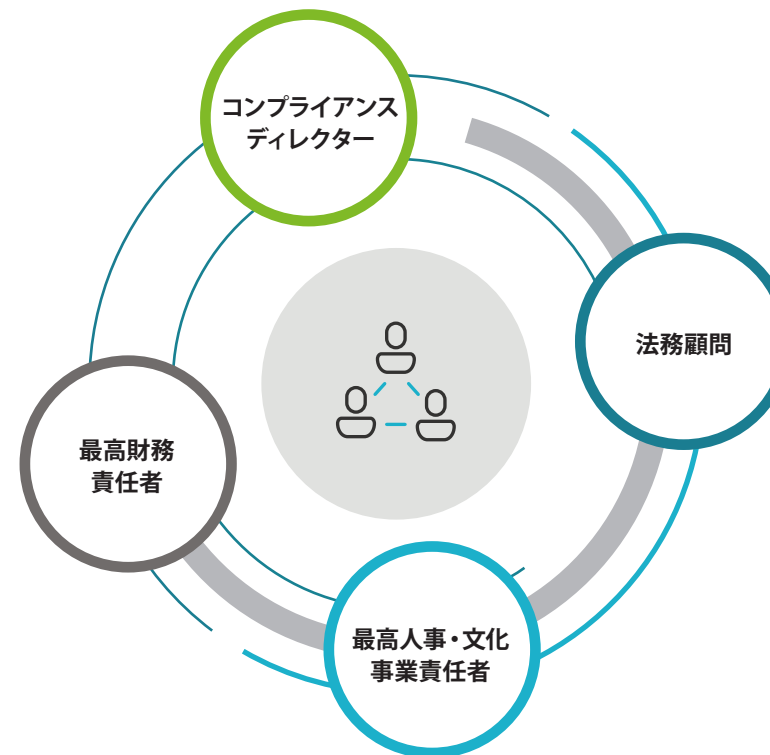 コンプライアンス
ディレクター
法務顧問
最高財務
責任者
最高人事・文化
事業責任者